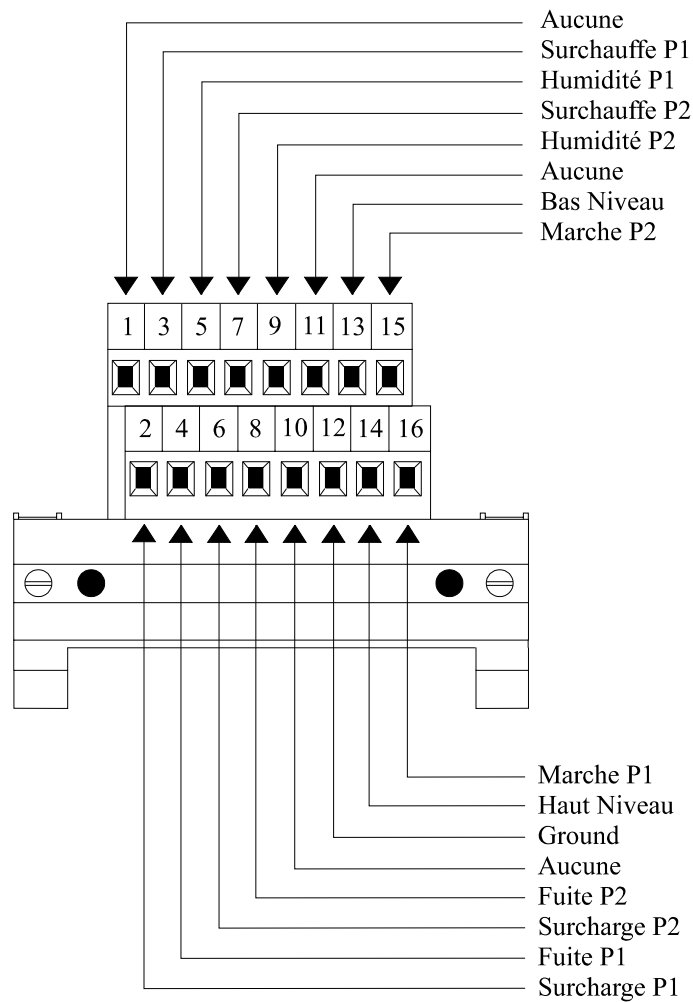 Aucune
Surchauffe P1
Humidité P1
Surchauffe P2
Humidité P2
Aucune
Bas Niveau
Marche P2
1 3 5 7 9 11 13 15
2 4 6 8 10 12 14 16
Marche P1
Haut Niveau
Ground
Aucune
Fuite P2
Surcharge P2
Fuite P1
Surcharge P1